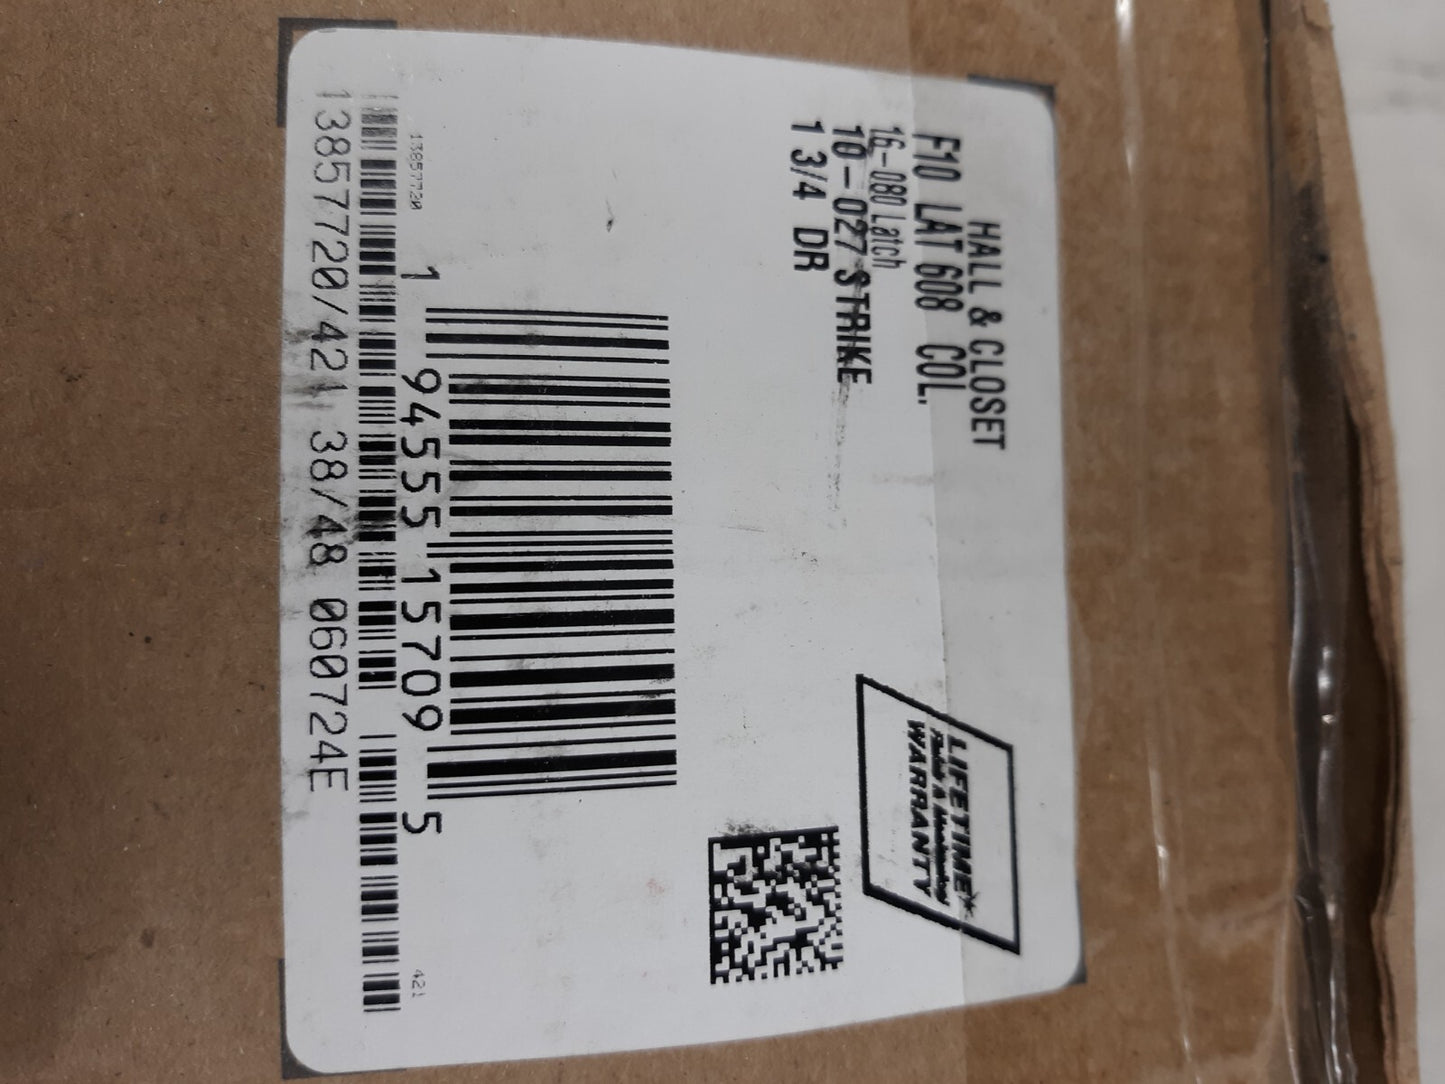 HALL & CLOSET
F10 LAT 608 COL.
16-080 Latch
10-027 STRIKE
1 3/4 DR
LIFETIME
WARRANTY
1 94555 15709 5
13857720
421
13857720/421 38/48 060724E